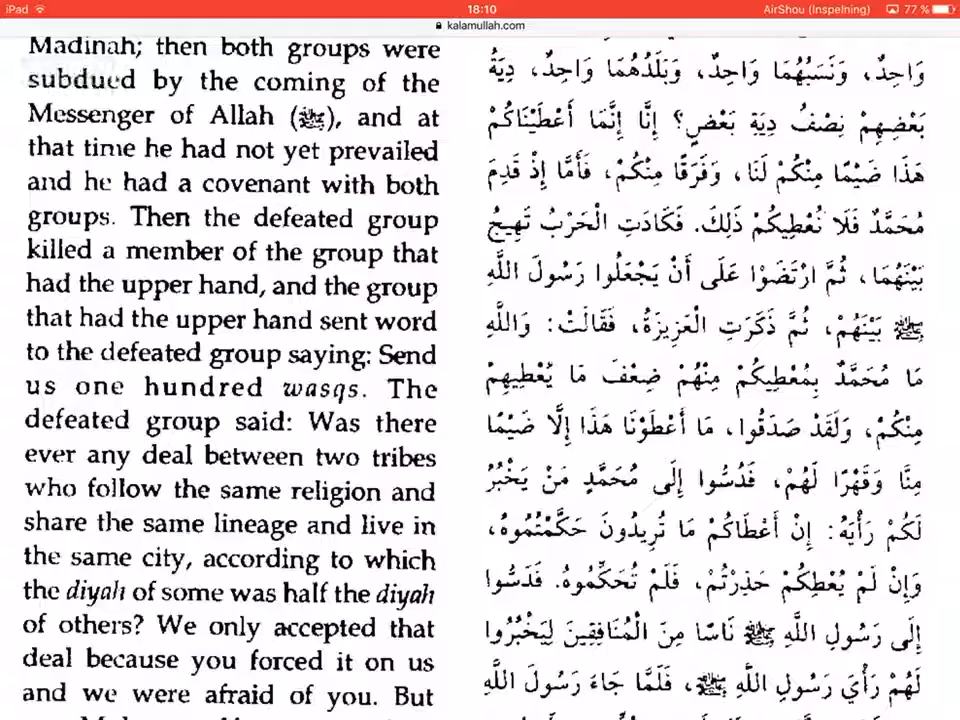 iPad 18:10 AirShou (Inspelning) 77 %
kalamullah.com
Madinah; then both groups were
subdued by the coming of the
Messenger of Allah (ﷺ), and at
that time he had not yet prevailed
and he had a covenant with both
groups. Then the defeated group
killed a member of the group that
had the upper hand, and the group
that had the upper hand sent word
to the defeated group saying: Send
us one hundred wasqs. The
defeated group said: Was there
ever any deal between two tribes
who follow the same religion and
share the same lineage and live in
the same city, according to which
the diyah of some was half the diyah
of others? We only accepted that
deal because you forced it on us
and we were afraid of you. But
وَاحِدٌ، وَنَسَبُهُمَا وَاحِدٌ، وَبَلَدُهُمَا وَاحِدٌ، دِيَةُ
بَعْضِهِمْ نِصْفُ دِيَةِ بَعْضٍ؟ إِنَّا إِنَّمَا أَعْطَيْنَاكُمْ
هَذَا ضَيْمًا مِنْكُمْ لَنَا، وَفَرَقًا مِنْكُمْ، فَأَمَّا إِذْ قَدِمَ
مُحَمَّدٌ فَلَا نُعْطِيكُمْ ذَلِكَ. فَكَادَتِ الْحَرْبُ تَهِيجُ
بَيْنَهُمَا، ثُمَّ ارْتَضَوْا عَلَى أَنْ يَجْعَلُوا رَسُولَ اللَّهِ
ﷺ بَيْنَهُمْ، ثُمَّ ذَكَرَتِ الْعَزِيزَةُ، فَقَالَتْ: وَاللَّهِ
مَا مُحَمَّدٌ بِمُعْطِيكُمْ مِنْهُمْ ضِعْفَ مَا يُعْطِيهِمْ
مِنْكُمْ، وَلَقَدْ صَدَقُوا، مَا أَعْطَوْنَا هَذَا إِلَّا ضَيْمًا
مِنَّا وَقَهْرًا لَهُمْ، فَدُسُّوا إِلَى مُحَمَّدٍ مَنْ يَخْبُرُ
لَكُمْ رَأْيَهُ: إِنْ أَعْطَاكُمْ مَا تُرِيدُونَ حَكَّمْتُمُوهُ،
وَإِنْ لَمْ يُعْطِكُمْ حَذِرْتُمْ، فَلَمْ تُحَكِّمُوهُ. فَدَسُّوا
إِلَى رَسُولِ اللَّهِ ﷺ نَاسًا مِنَ الْمُنَافِقِينَ لِيَخْبُرُوا
لَهُمْ رَأْيَ رَسُولِ اللَّهِ ﷺ، فَلَمَّا جَاءَ رَسُولَ اللَّهِ